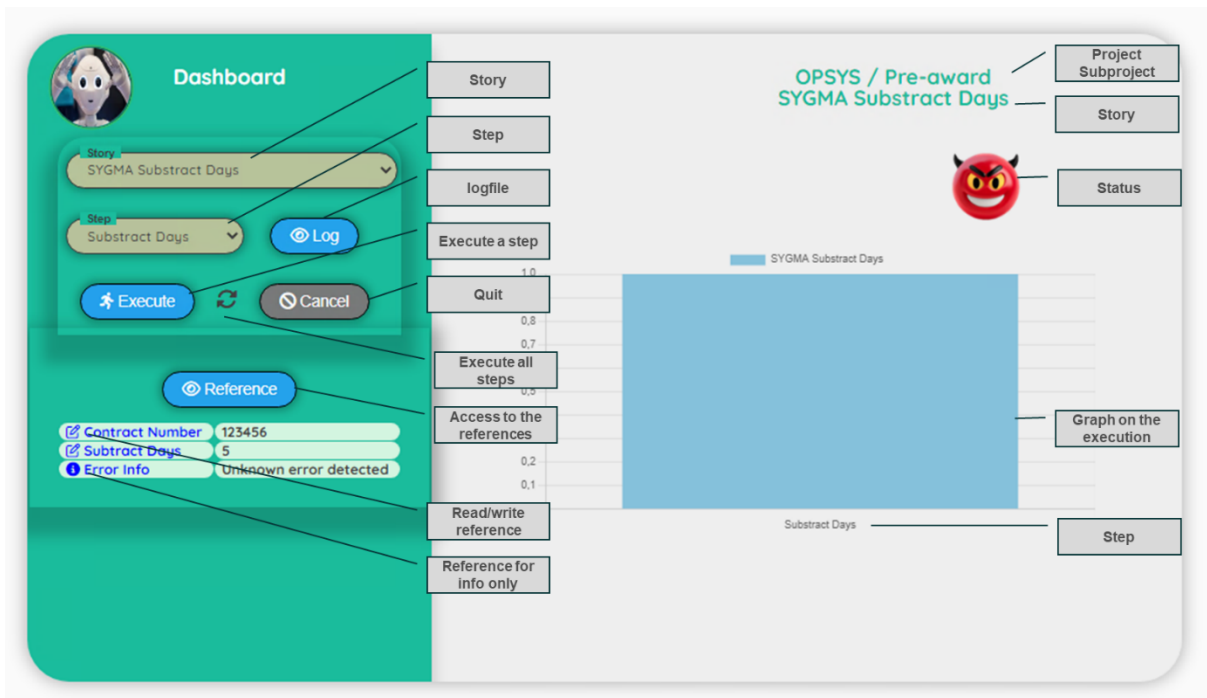 Dashboard
Story
SYGMA Substract Days
Step
Substract Days
Log
Execute
Cancel
Reference
Contract Number
123456
Subtract Days
5
Error Info
Unknown error detected
Story
Step
logfile
Execute a step
Quit
Execute all
steps
Access to the
references
Read/write
reference
Reference for
info only
OPSYS / Pre-award
SYGMA Substract Days
SYGMA Substract Days
1,0
0,8
0,7
0,5
0,2
0,1
Substract Days
Project
Subproject
Story
Status
Graph on the
execution
Step